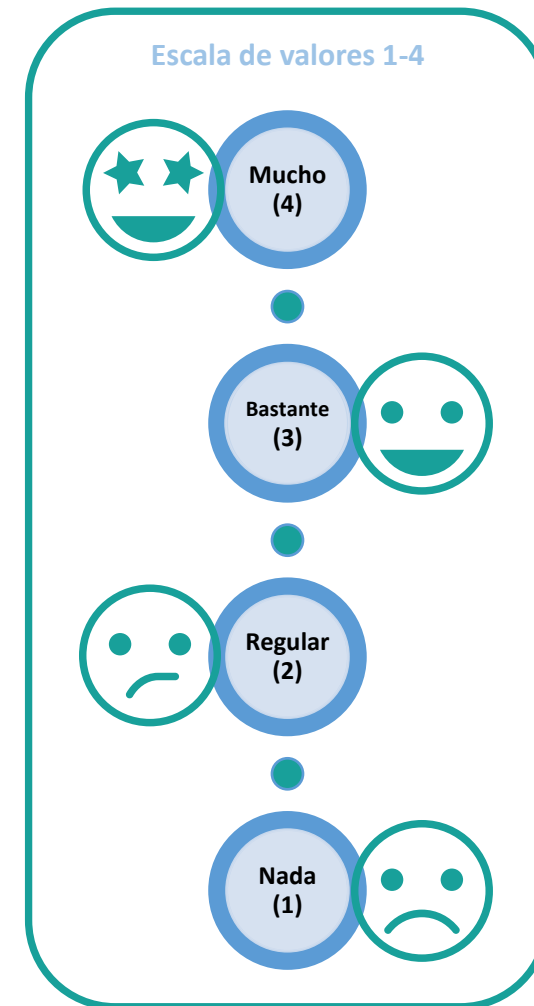 Escala de valores 1-4
Mucho
(4)
Bastante
(3)
Regular
(2)
Nada
(1)